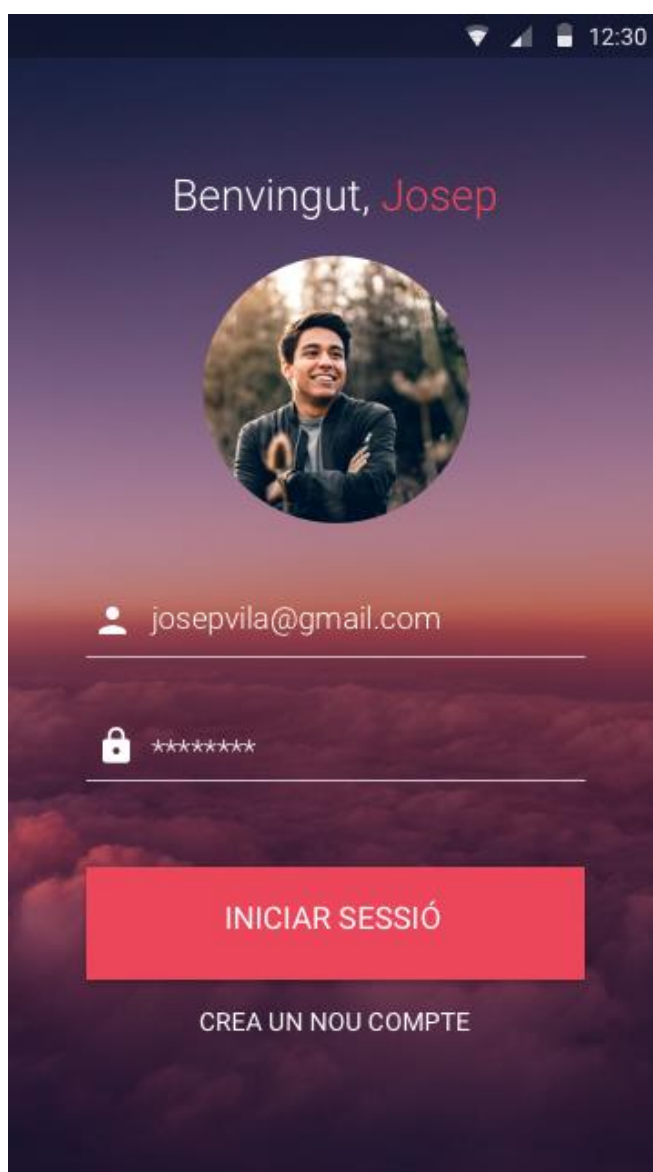 12:30
Benvingut, Josep
josepvila@gmail.com
********
INICIAR SESSIÓ
CREA UN NOU COMPTE